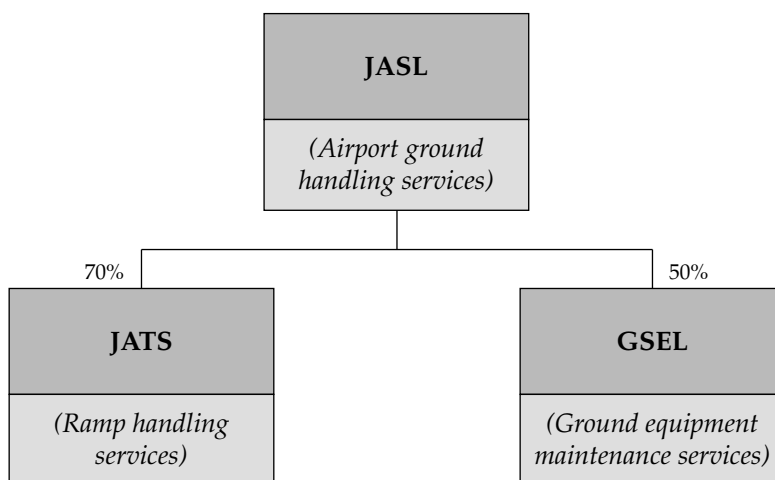 JASL
(Airport ground
handling services)
70%
50%
JATS
GSEL
(Ramp handling
services)
(Ground equipment
maintenance services)